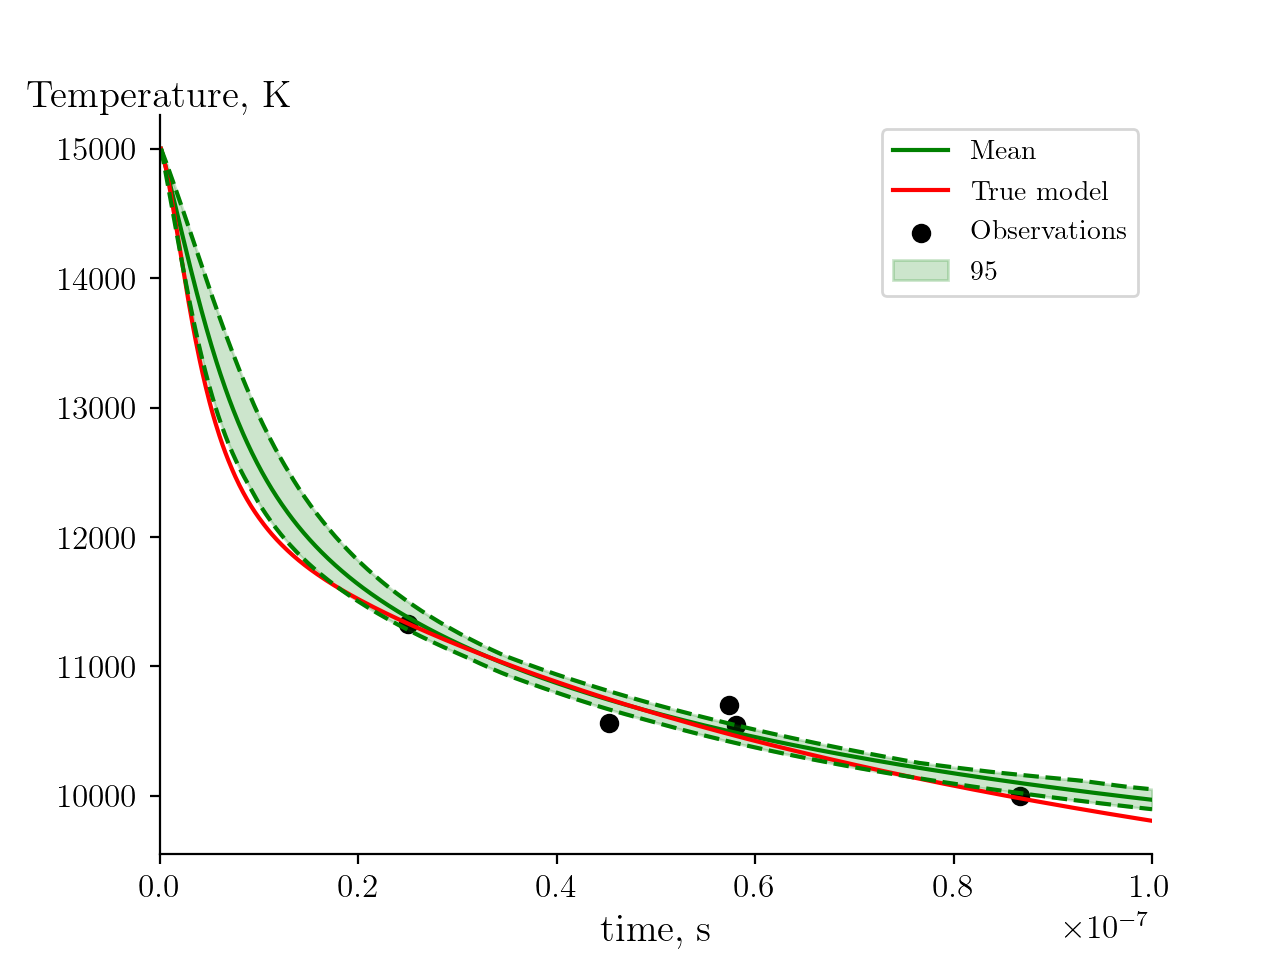 Temperature, K
15000
14000
13000
12000
11000
10000
Mean
True model
Observations
95
0.0 0.2 0.4 0.6 0.8 1.0
×10⁻⁷
time, s